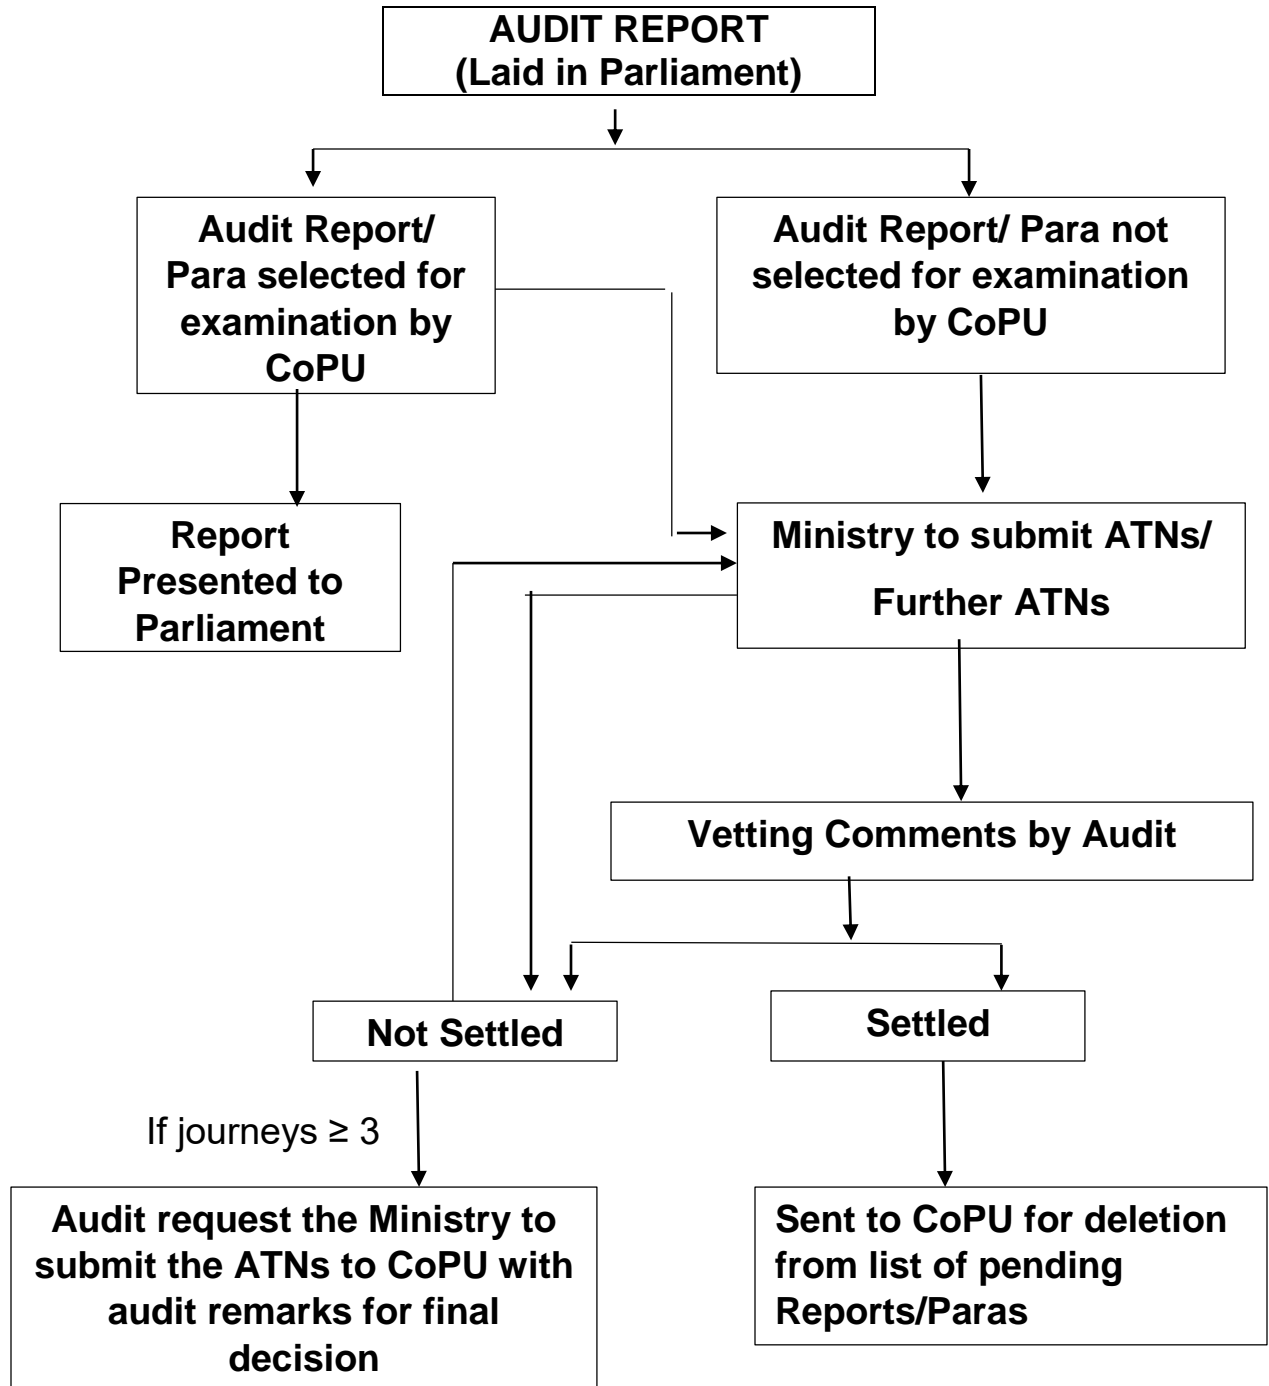 AUDIT REPORT
(Laid in Parliament)
Audit Report/
Para selected for
examination by
CoPU
Audit Report/ Para not
selected for examination
by CoPU
Report
Presented to
Parliament
Ministry to submit ATNs/
Further ATNs
Vetting Comments by Audit
Not Settled
Settled
If journeys ≥ 3
Audit request the Ministry to
submit the ATNs to CoPU with
audit remarks for final
decision
Sent to CoPU for deletion
from list of pending
Reports/Paras